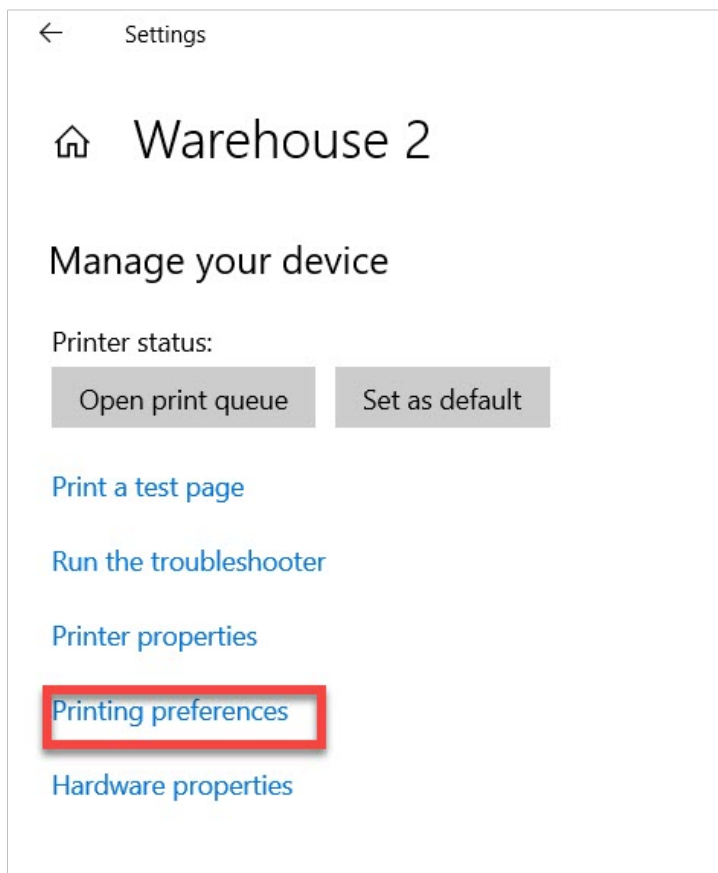 Settings
Warehouse 2
Manage your device
Printer status:
Open print queue Set as default
Print a test page
Run the troubleshooter
Printer properties
Printing preferences
Hardware properties